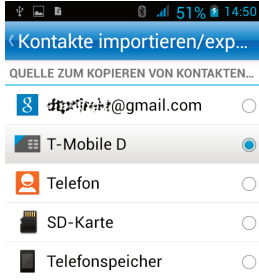 51% 14:50
Kontakte importieren/exp...
QUELLE ZUM KOPIEREN VON KONTAKTEN...
@gmail.com
T-Mobile D
Telefon
SD-Karte
Telefonspeicher